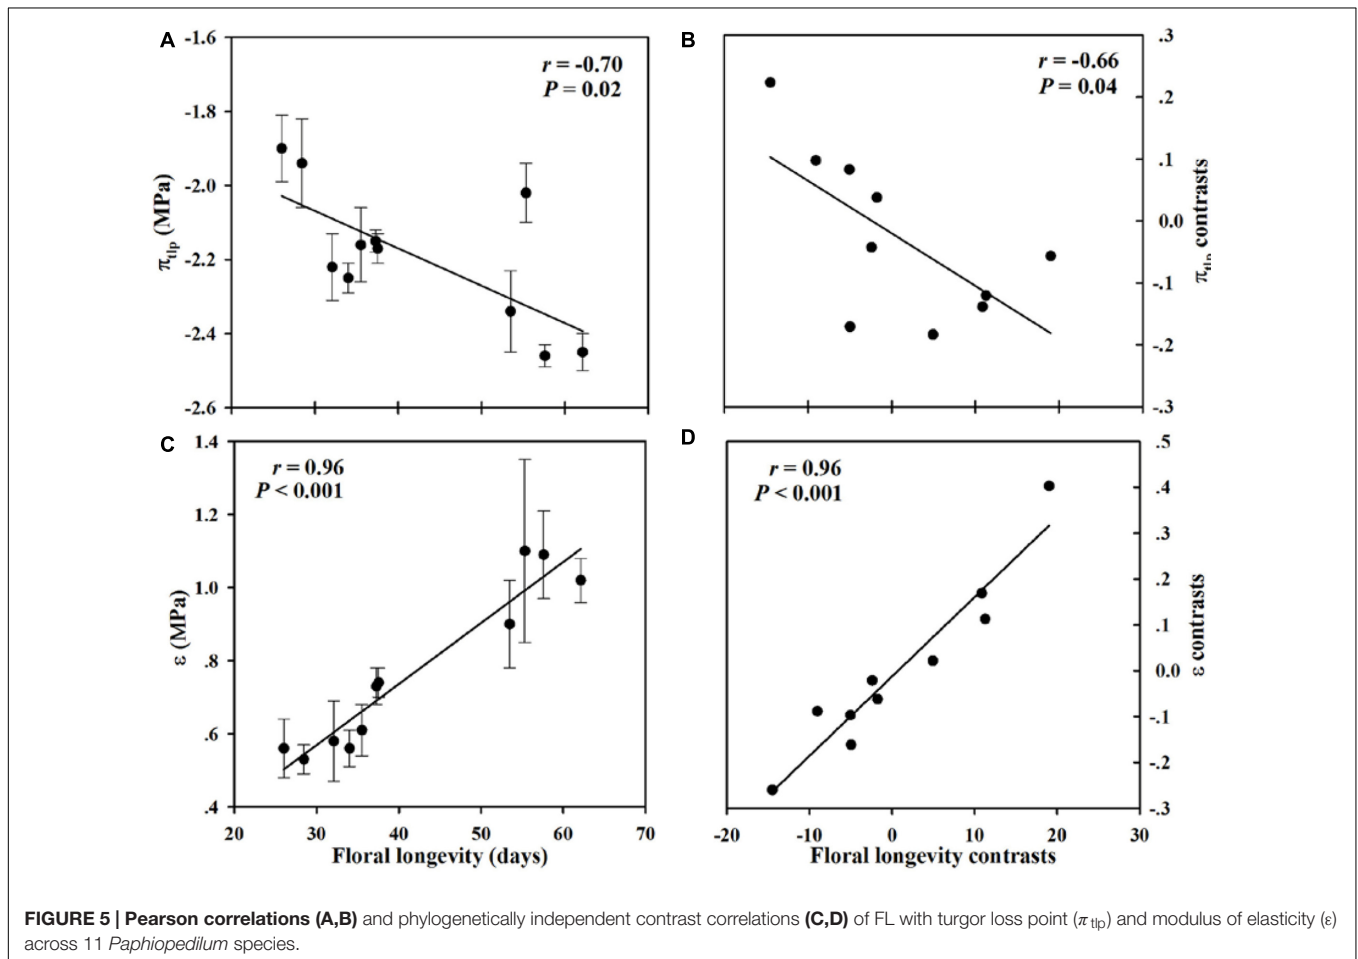 A
-1.6
-1.8
-2.0
-2.2
-2.4
-2.6
πtlp (MPa)
r = -0.70
P = 0.02
B
r = -0.66
P = 0.04
.3
.2
.1
0.0
-.1
-.2
-.3
πtlp contrasts
C
1.4
1.2
1.0
.8
.6
.4
ε (MPa)
r = 0.96
P < 0.001
20 30 40 50 60 70
Floral longevity (days)
D
r = 0.96
P < 0.001
.5
.4
.3
.2
.1
0.0
-.1
-.2
-.3
ε contrasts
-20 -10 0 10 20 30
Floral longevity contrasts
FIGURE 5 | Pearson correlations (A,B) and phylogenetically independent contrast correlations (C,D) of FL with turgor loss point (πtlp) and modulus of elasticity (ε)
across 11 Paphiopedilum species.